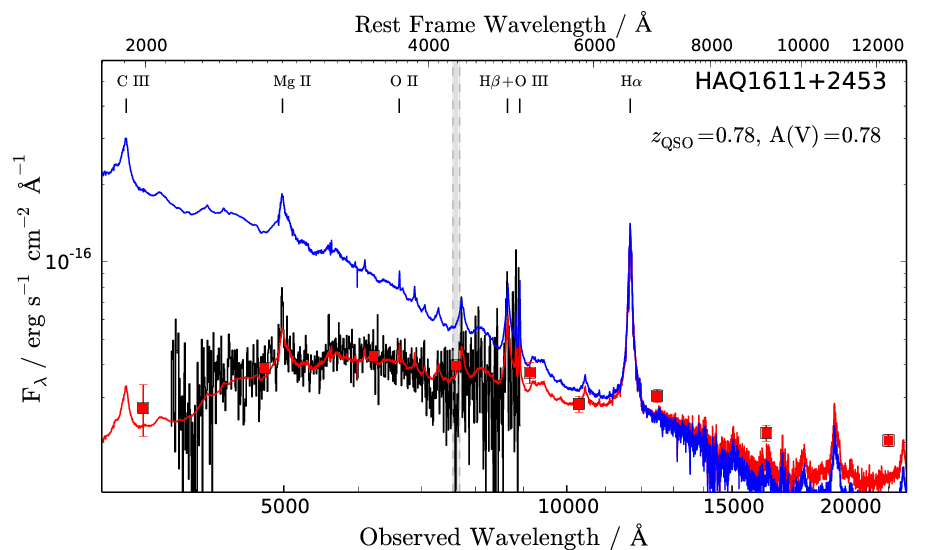 Rest Frame Wavelength / Å
2000 4000 6000 8000 10000 12000
C III Mg II O II Hβ+O III Hα
HAQ1611+2453
z_QSO=0.78, A(V)=0.78
10^-16
F_λ / erg s^−1 cm^−2 Å^−1
5000 10000 15000 20000
Observed Wavelength / Å